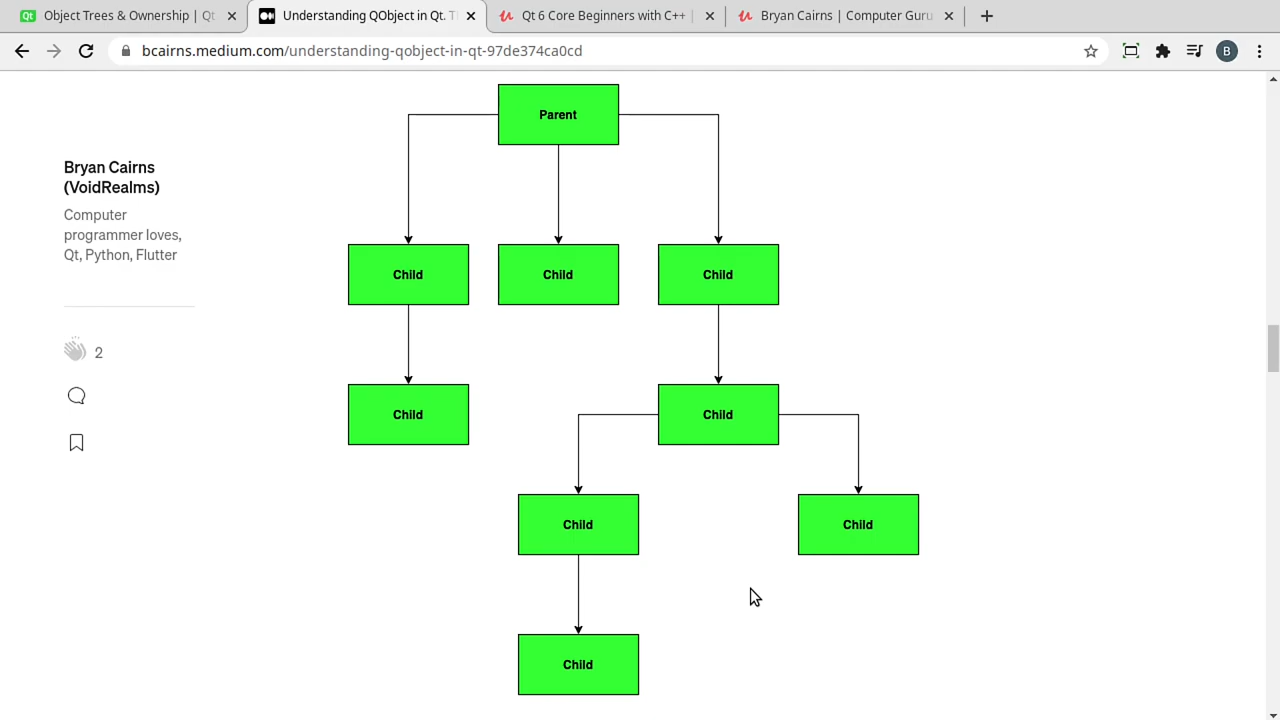 Object Trees & Ownership | Qt
Understanding QObject in Qt. T
Qt 6 Core Beginners with C++ |
Bryan Cairns | Computer Guru
bcairns.medium.com/understanding-qobject-in-qt-97de374ca0cd
B
Parent
Bryan Cairns
(VoidRealms)
Computer
programmer loves,
Qt, Python, Flutter
2
Child
Child
Child
Child
Child
Child
Child
Child